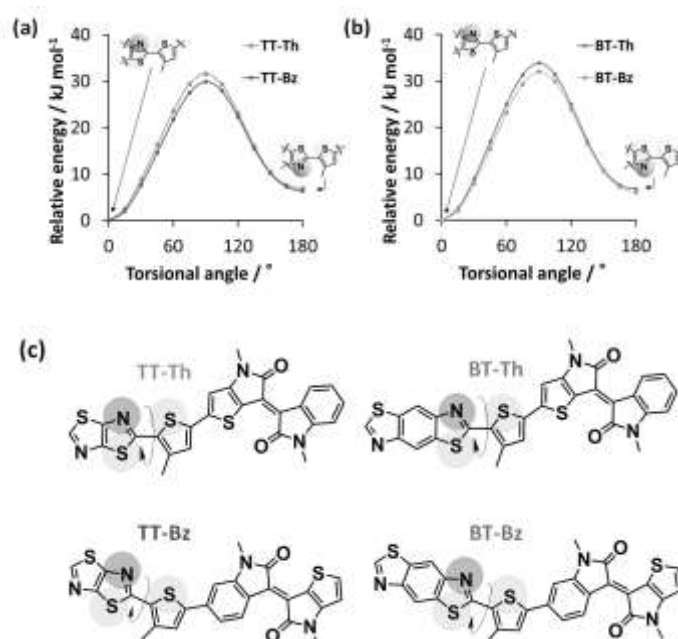 (a)
Relative energy / kJ mol⁻¹
40
30
20
10
0
0 60 120 180
Torsional angle / °
TT-Th
TT-Bz
N
S
S
S
S
N
(b)
Relative energy / kJ mol⁻¹
40
30
20
10
0
0 60 120 180
Torsional angle / °
BT-Th
BT-Bz
N
S
S
S
S
N
(c)
TT-Th
S
N
N
S
S
S
N
O
O
N
BT-Th
S
N
N
S
S
S
N
O
O
N
TT-Bz
S
N
N
S
S
N
O
S
O
N
BT-Bz
S
N
N
S
S
N
O
S
O
N